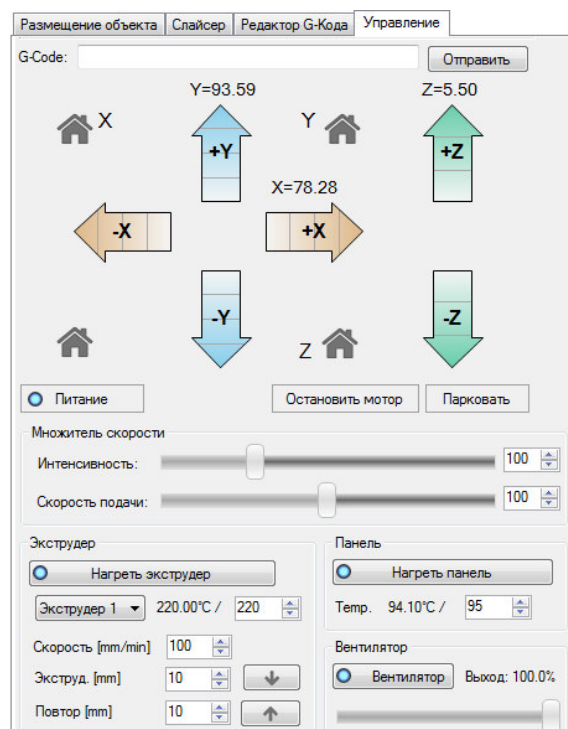 Размещение объекта Слайсер Редактор G-Кода Управление
G-Code: Отправить
Y=93.59 Z=5.50
X Y
+Y +Z
X=78.28
-X +X
-Y -Z
Z
Питание Остановить мотор Парковать
Множитель скорости
Интенсивность: 100
Скорость подачи: 100
Экструдер Панель
Нагреть экструдер Нагреть панель
Экструдер 1 220.00°C / 220 Temp. 94.10°C / 95
Скорость [mm/min] 100 Вентилятор
Экструд. [mm] 10 Вентилятор Выход: 100.0%
Повтор [mm] 10